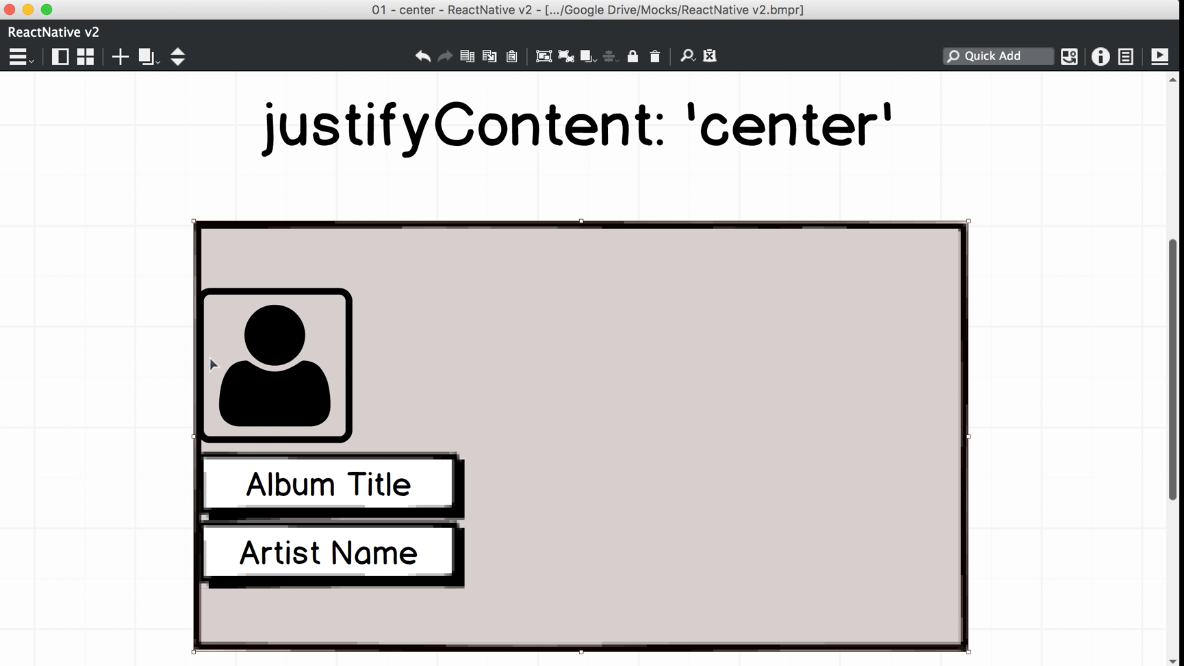 01 - center - ReactNative v2 - [.../Google Drive/Mocks/ReactNative v2.bmpr]
ReactNative v2
Quick Add
justifyContent: 'center'
Album Title
Artist Name